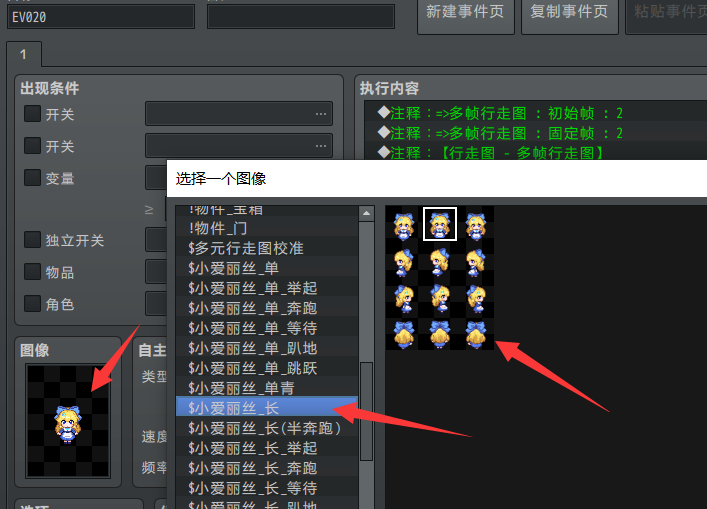 EV020
新建事件页
复制事件页
粘贴事件页
1
出现条件
开关
...
开关
...
变量
≥
独立开关
物品
角色
图像
自主
类型
速度
频率
执行内容
◆注释：=>多帧行走图 : 初始帧 : 2
◆注释：=>多帧行走图 : 固定帧 : 2
◆注释：【行走图 - 多帧行走图】
选择一个图像
!物件_宝箱
!物件_门
$多元行走图校准
$小爱丽丝_单
$小爱丽丝_单_举起
$小爱丽丝_单_奔跑
$小爱丽丝_单_等待
$小爱丽丝_单_趴地
$小爱丽丝_单_跳跃
$小爱丽丝_单青
$小爱丽丝_长
$小爱丽丝_长(半奔跑)
$小爱丽丝_长_举起
$小爱丽丝_长_奔跑
$小爱丽丝_长_等待
$小爱丽丝_长_趴地